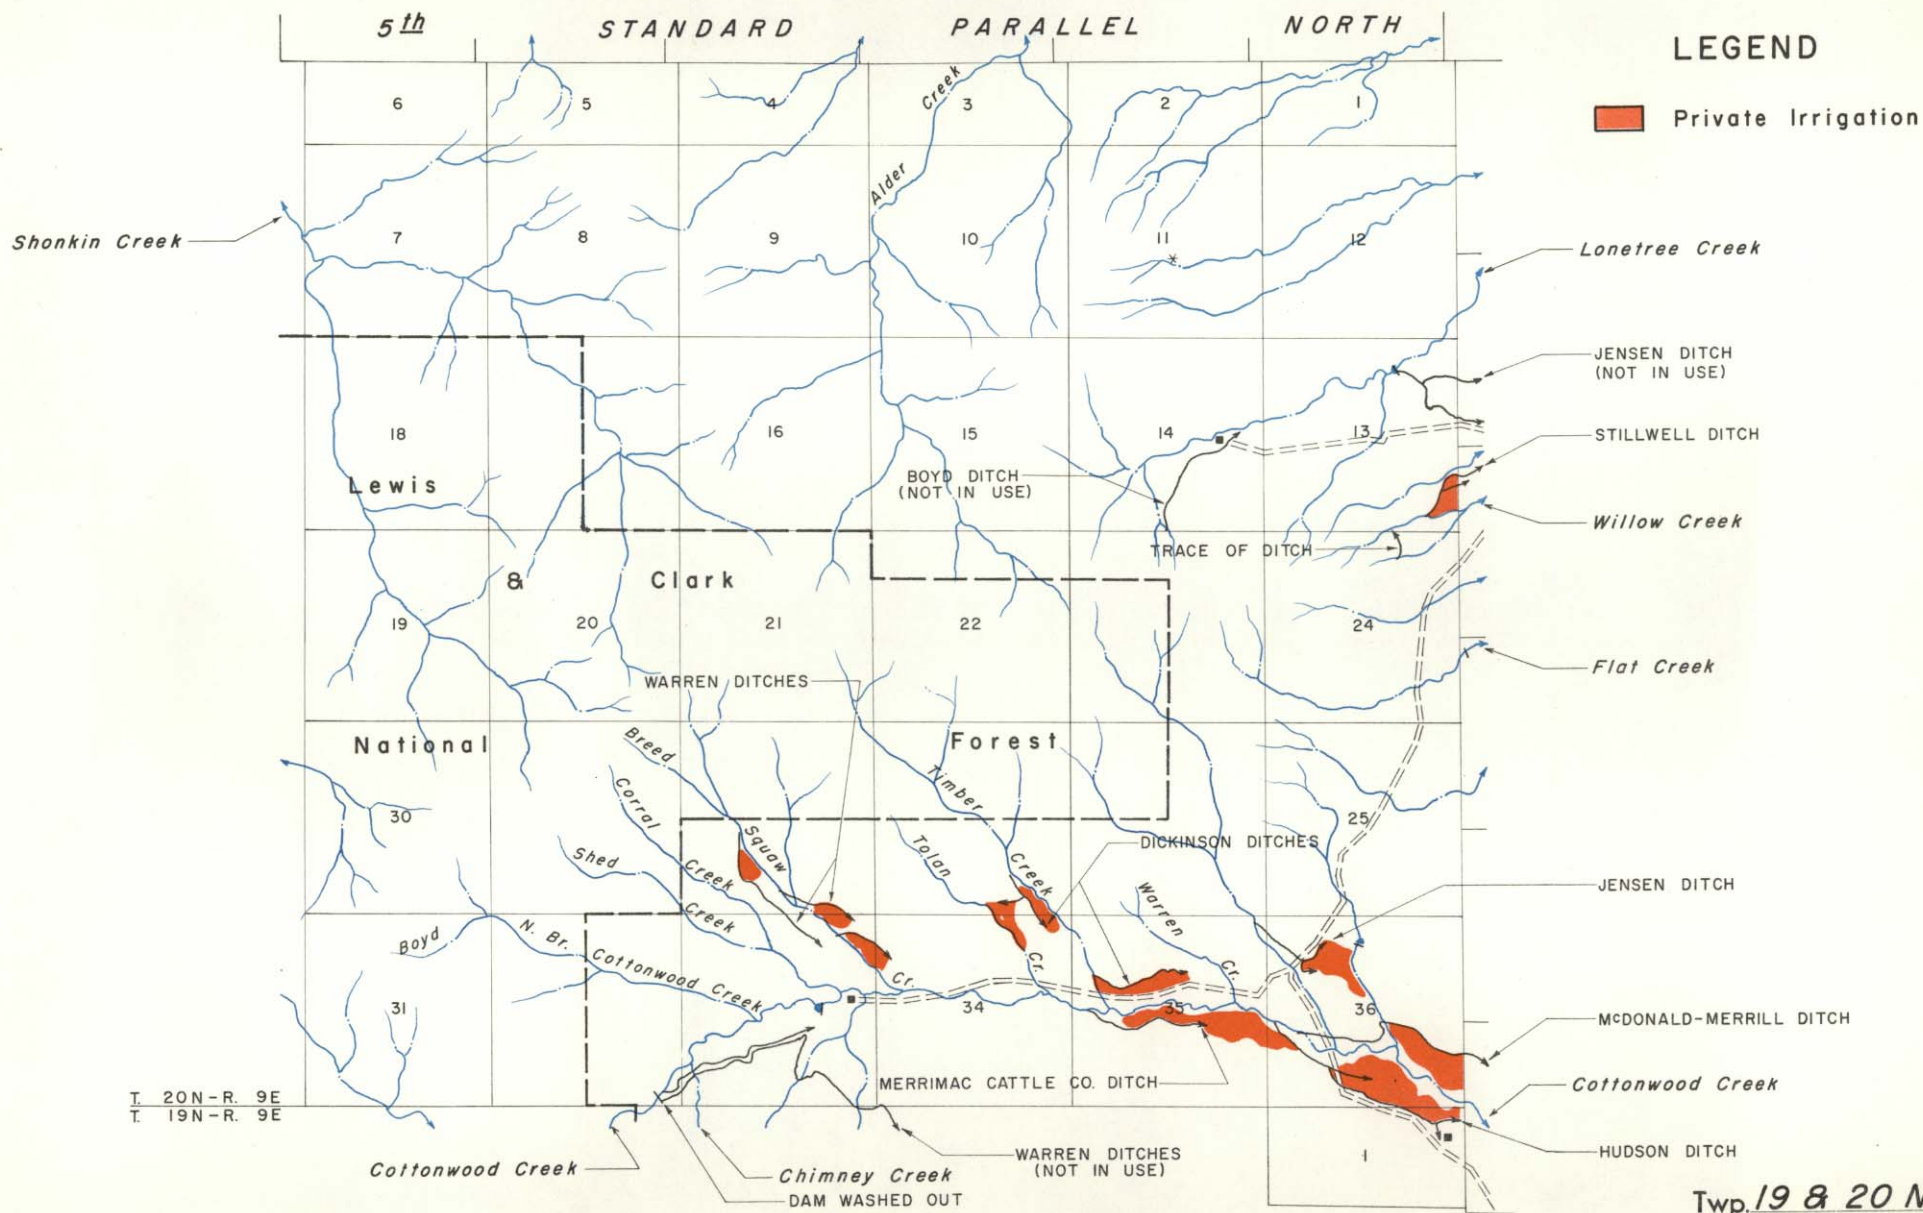 5th STANDARD PARALLEL NORTH
LEGEND
Private Irrigation
6
5
4
3
2
1
Alder Creek
Shonkin Creek
7
8
9
10
11
12
Lonetree Creek
JENSEN DITCH
(NOT IN USE)
18
16
15
14
13
STILLWELL DITCH
BOYD DITCH
(NOT IN USE)
Lewis
Willow Creek
TRACE OF DITCH
&
Clark
19
20
21
22
24
Flat Creek
WARREN DITCHES
National
Forest
Breed
Corral
Creek
Timber
Creek
30
25
Squaw
Cr.
Tolan
Cr.
DICKINSON DITCHES
Shed
Creek
Warren
Cr.
JENSEN DITCH
Boyd
N. Br.
Cottonwood Creek
31
34
35
36
McDONALD-MERRILL DITCH
MERRIMAC CATTLE CO. DITCH
Cottonwood Creek
T. 20N-R. 9E
T. 19N-R. 9E
HUDSON DITCH
WARREN DITCHES
(NOT IN USE)
1
Cottonwood Creek
Chimney Creek
DAM WASHED OUT
Twp. 19 & 20 N